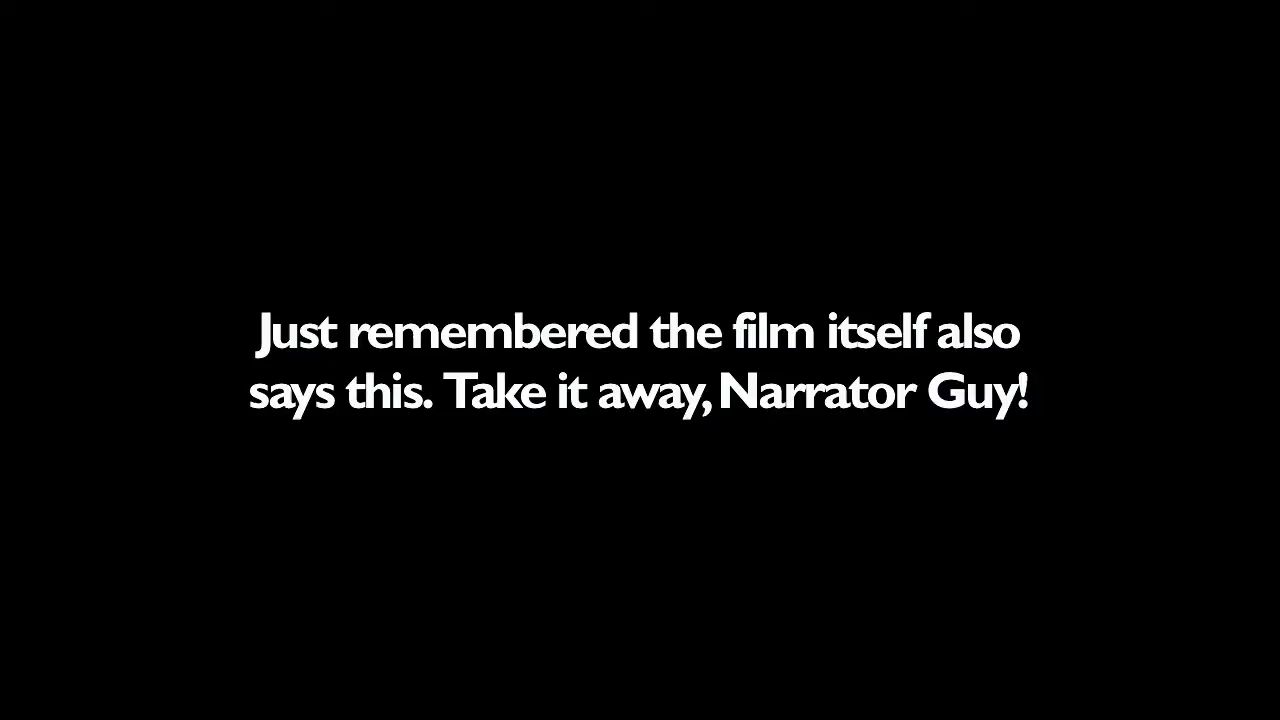 Just remembered the film itself also
says this. Take it away, Narrator Guy!